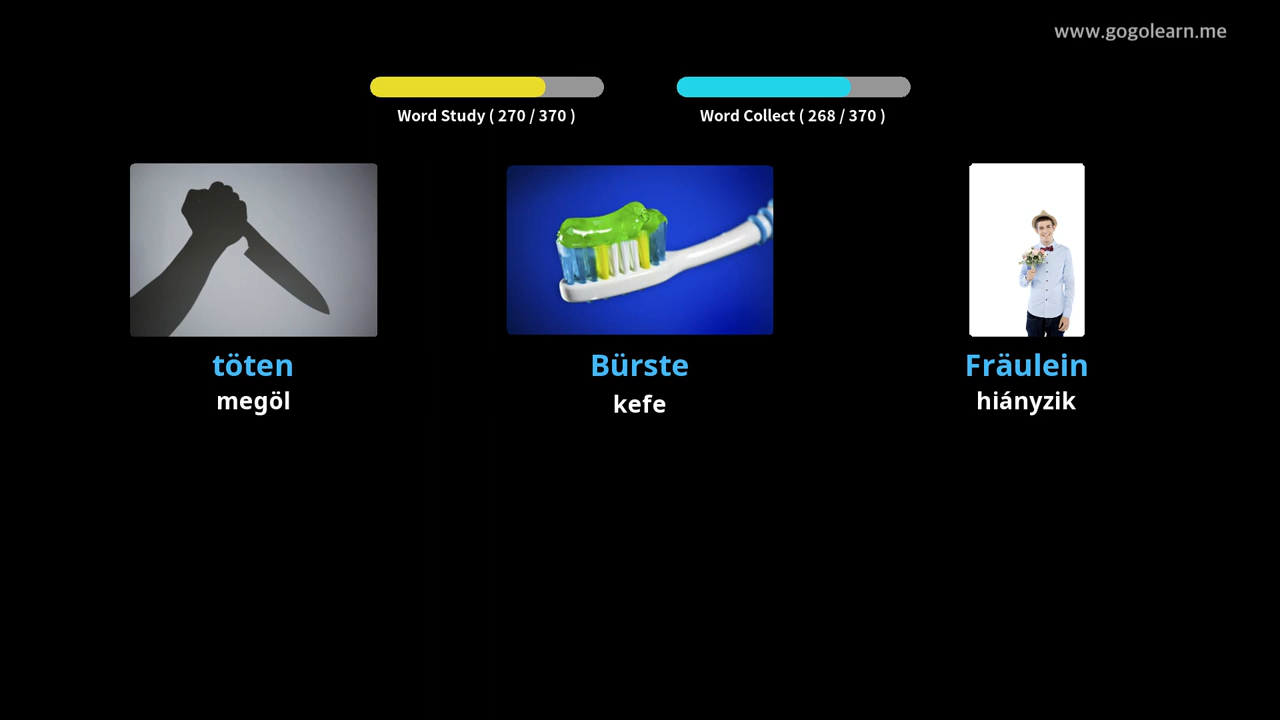 www.gogolearn.me
Word Study ( 270 / 370 )
Word Collect ( 268 / 370 )
töten
megöl
Bürste
kefe
Fräulein
hiányzik